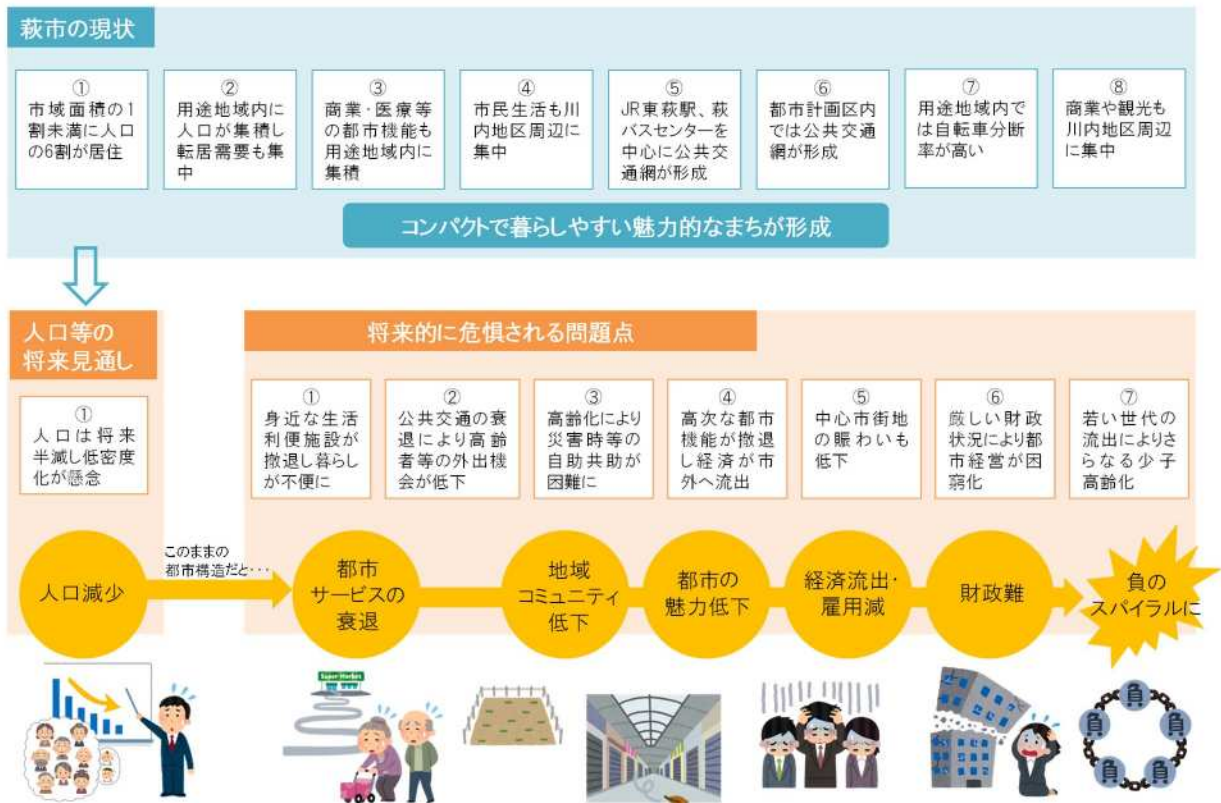 萩市の現状
①
市域面積の1
割未満に人口
の6割が居住
②
用途地域内に
人口が集積し
転居需要も集
中
③
商業・医療等
の都市機能も
用途地域内に
集積
④
市民生活も川
内地区周辺に
集中
⑤
JR東萩駅、萩
バスセンターを
中心に公共交
通網が形成
⑥
都市計画区内
では公共交通
網が形成
⑦
用途地域内で
は自転車分断
率が高い
⑧
商業や観光も
川内地区周辺
に集中
コンパクトで暮らしやすい魅力的なまちが形成
人口等の
将来見通し
①
人口は将来
半減し低密度
化が懸念
将来的に危惧される問題点
①
身近な生活
利便施設が
撤退し暮らし
が不便に
②
公共交通の衰
退により高齢
者等の外出機
会が低下
③
高齢化により
災害時等の
自助共助が
困難に
④
高次な都市
機能が撤退
し経済が市
外へ流出
⑤
中心市街地
の賑わいも
低下
⑥
厳しい財政
状況により都
市経営が困
窮化
⑦
若い世代の
流出によりさ
らなる少子
高齢化
人口減少
このままの
都市構造だと・・・
都市
サービスの
衰退
地域
コミュニティ
低下
都市の
魅力低下
経済流出・
雇用減
財政難
負の
スパイラルに
Super Market
負
負
負
負
負